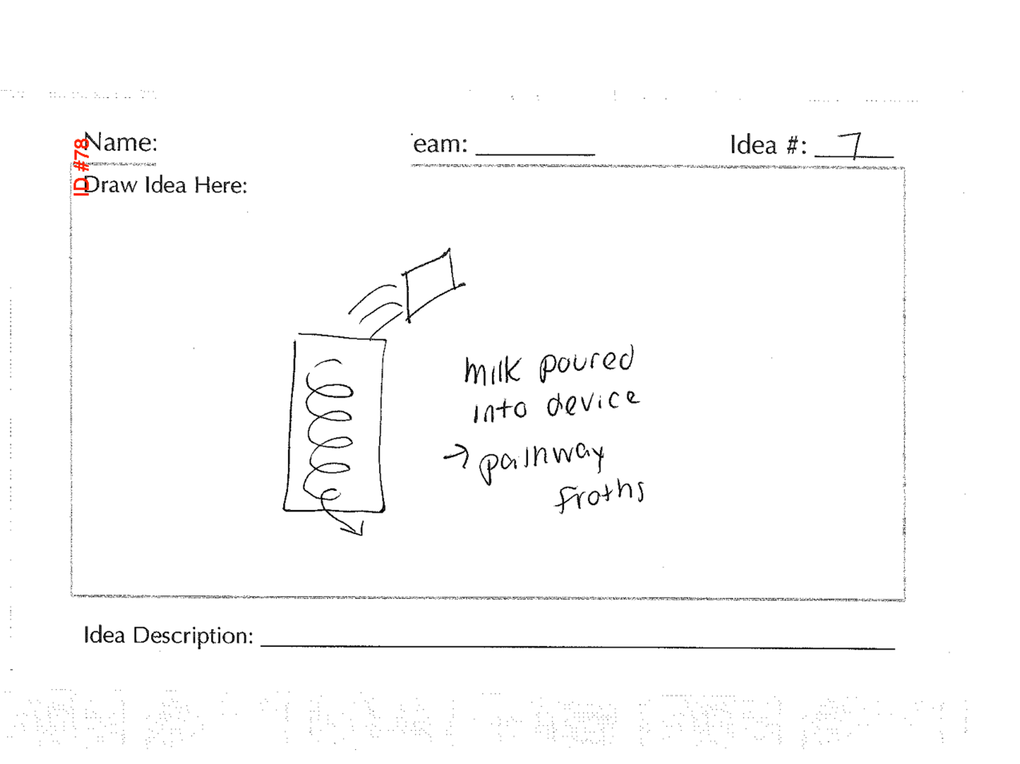 ID #78
Name:
eam:
Idea #: 7
Draw Idea Here:
milk poured
into device
→ pathway
froths
Idea Description: